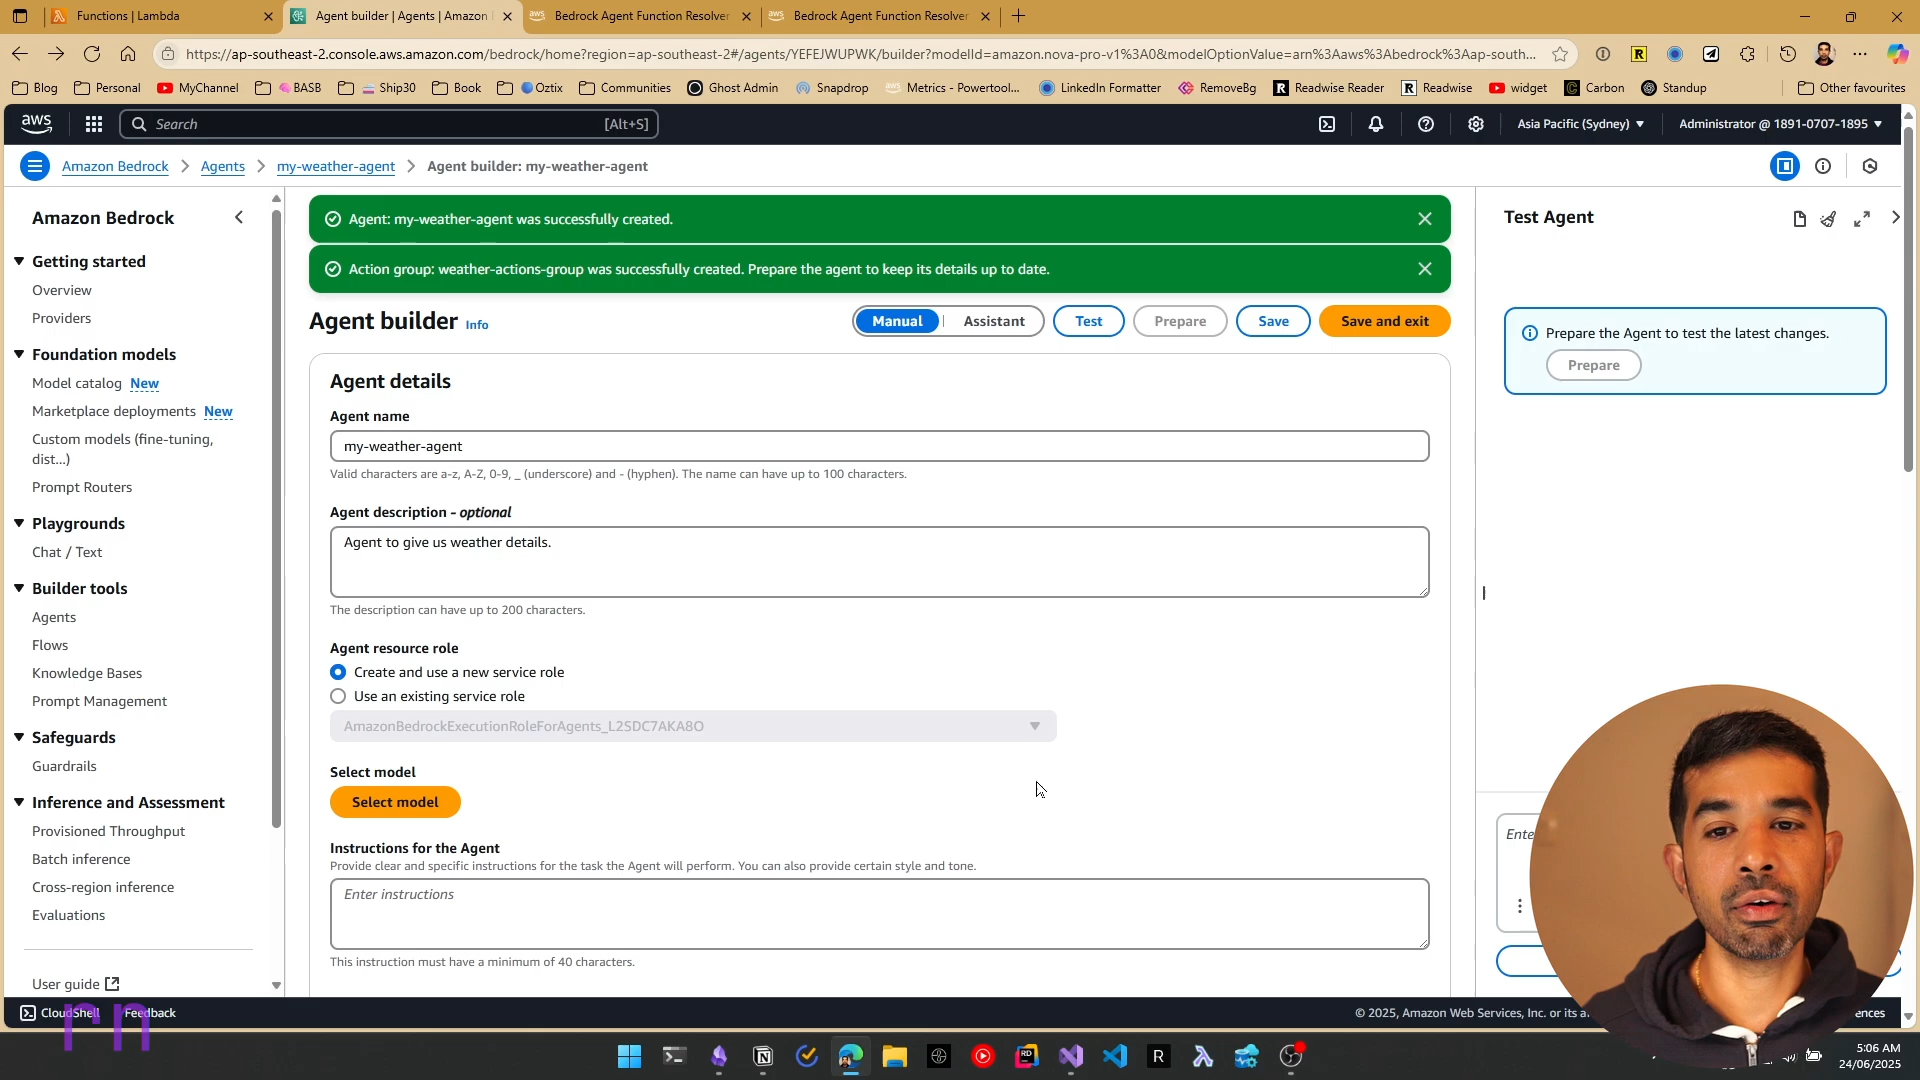 Functions | Lambda
Agent builder | Agents | Amazon
Bedrock Agent Function Resolver
Bedrock Agent Function Resolver
https://ap-southeast-2.console.aws.amazon.com/bedrock/home?region=ap-southeast-2#/agents/YEFEJWUPWK/builder?modelId=amazon.nova-pro-v1%3A0&modelOptionValue=arn%3Aaws%3Abedrock%3Aap-south...
Blog
Personal
MyChannel
BASB
Ship30
Book
Oztix
Communities
Ghost Admin
Snapdrop
Metrics - Powertool...
LinkedIn Formatter
RemoveBg
Readwise Reader
Readwise
widget
Carbon
Standup
Other favourites
aws
Search
[Alt+S]
Asia Pacific (Sydney)
Administrator @ 1891-0707-1895
Amazon Bedrock
Agents
my-weather-agent
Agent builder: my-weather-agent
Amazon Bedrock
Getting started
Overview
Providers
Foundation models
Model catalog New
Marketplace deployments New
Custom models (fine-tuning,
dist...)
Prompt Routers
Playgrounds
Chat / Text
Builder tools
Agents
Flows
Knowledge Bases
Prompt Management
Safeguards
Guardrails
Inference and Assessment
Provisioned Throughput
Batch inference
Cross-region inference
Evaluations
User guide
Agent: my-weather-agent was successfully created.
Action group: weather-actions-group was successfully created. Prepare the agent to keep its details up to date.
Agent builder Info
Manual
Assistant
Test
Prepare
Save
Save and exit
Agent details
Agent name
my-weather-agent
Valid characters are a-z, A-Z, 0-9, _ (underscore) and - (hyphen). The name can have up to 100 characters.
Agent description - optional
Agent to give us weather details.
The description can have up to 200 characters.
Agent resource role
Create and use a new service role
Use an existing service role
AmazonBedrockExecutionRoleForAgents_L2SDC7AKA8O
Select model
Select model
Instructions for the Agent
Provide clear and specific instructions for the task the Agent will perform. You can also provide certain style and tone.
Enter instructions
This instruction must have a minimum of 40 characters.
Test Agent
Prepare the Agent to test the latest changes.
Prepare
Ente
CloudShell
Feedback
© 2025, Amazon Web Services, Inc. or its a
ences
rn
5:06 AM
24/06/2025